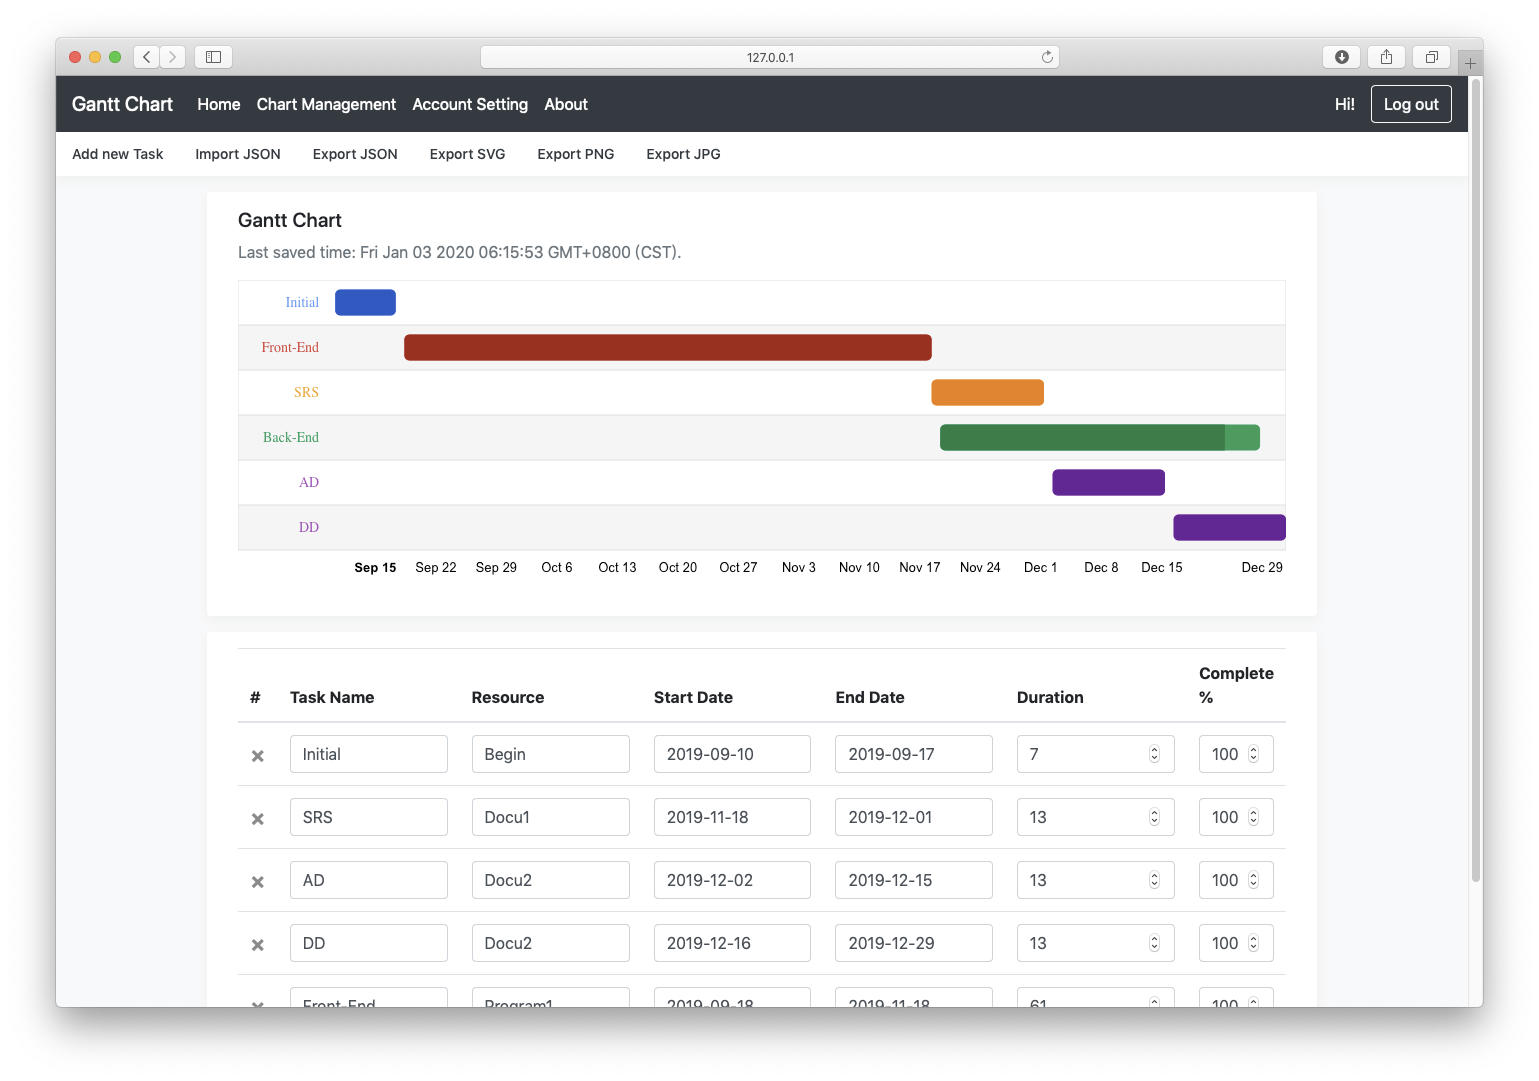 127.0.0.1
Gantt Chart Home Chart Management Account Setting About Hi! Log out
Add new Task Import JSON Export JSON Export SVG Export PNG Export JPG
Gantt Chart
Last saved time: Fri Jan 03 2020 06:15:53 GMT+0800 (CST).
Initial
Front-End
SRS
Back-End
AD
DD
Sep 15 Sep 22 Sep 29 Oct 6 Oct 13 Oct 20 Oct 27 Nov 3 Nov 10 Nov 17 Nov 24 Dec 1 Dec 8 Dec 15 Dec 29
# Task Name Resource Start Date End Date Duration Complete %
Initial Begin 2019-09-10 2019-09-17 7 100
SRS Docu1 2019-11-18 2019-12-01 13 100
AD Docu2 2019-12-02 2019-12-15 13 100
DD Docu2 2019-12-16 2019-12-29 13 100
Front-End Program1 2019-09-18 2019-11-18 61 100